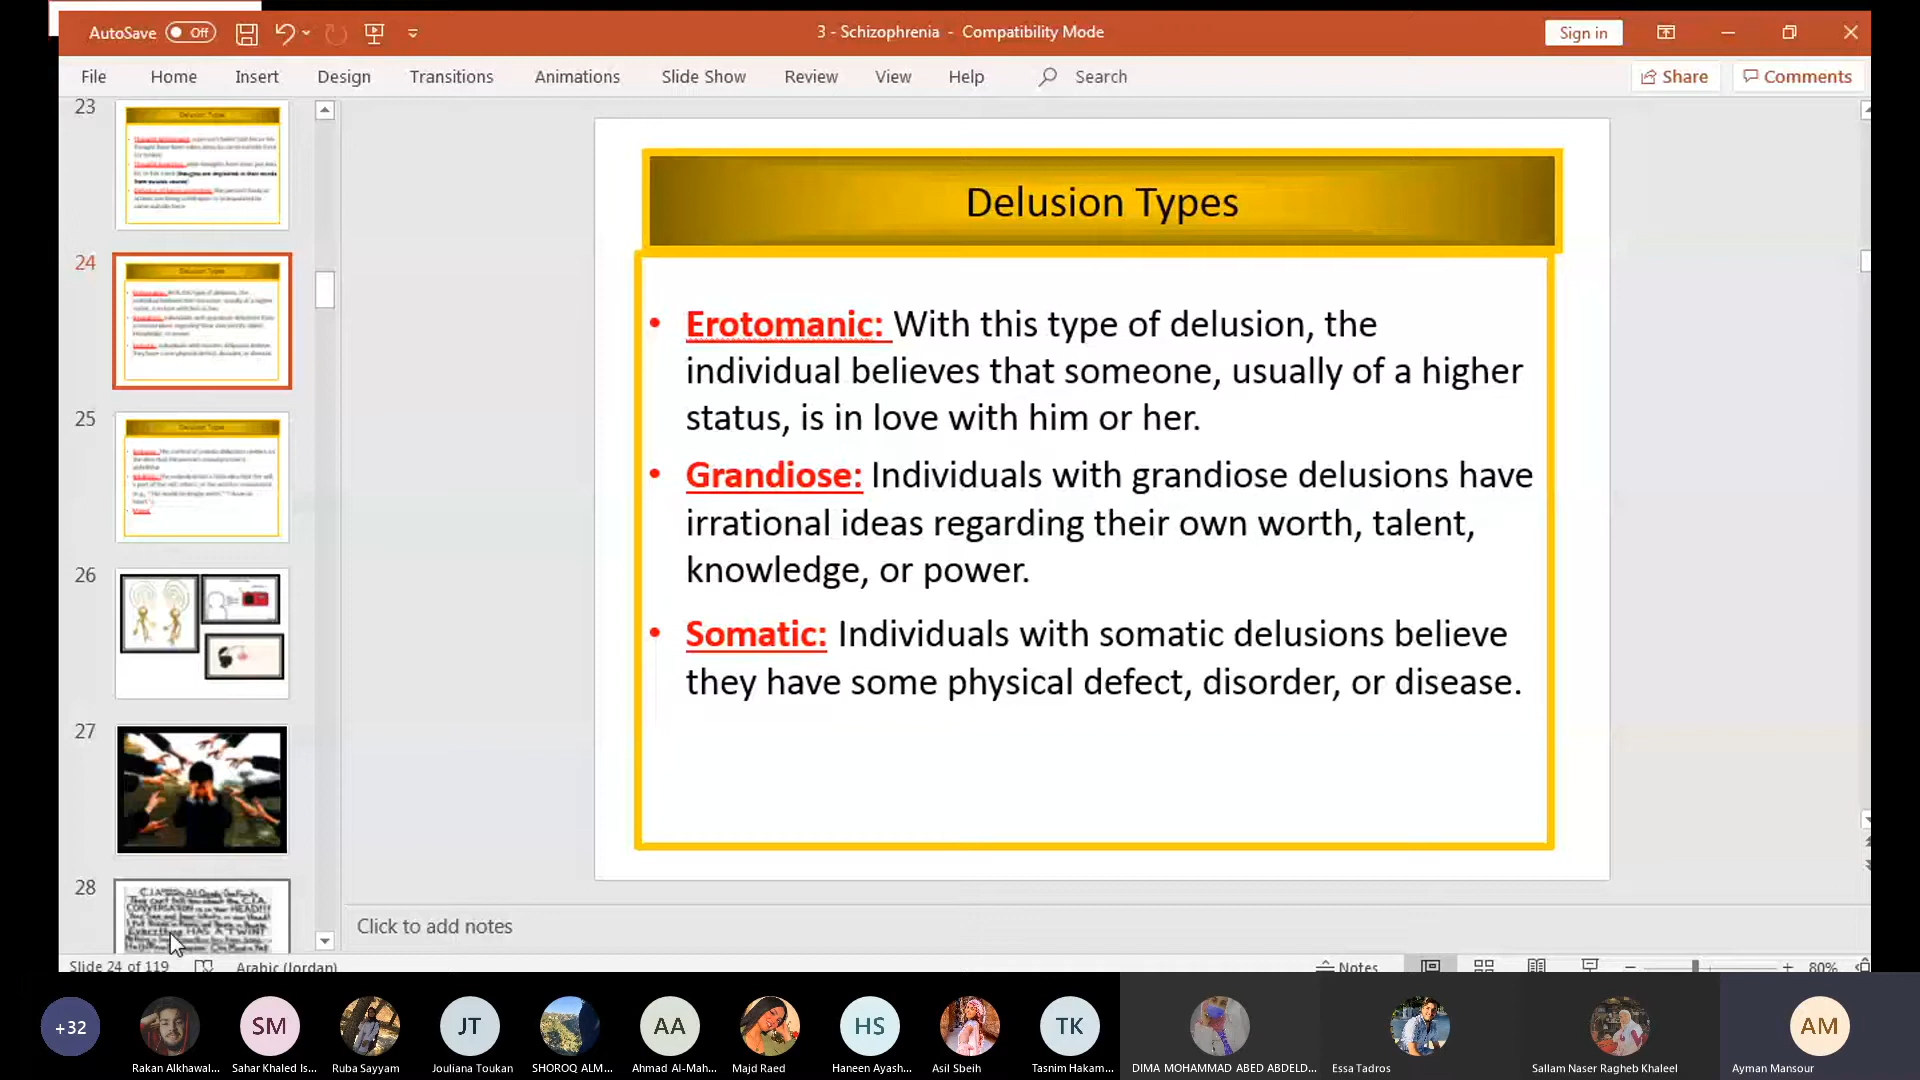 AutoSave Off
3 - Schizophrenia - Compatibility Mode
Sign in
File Home Insert Design Transitions Animations Slide Show Review View Help Search
Share Comments
23
Delusion Types
24
Delusion Types
25
Delusion Types
26
27
28
Delusion Types
• Erotomanic: With this type of delusion, the
individual believes that someone, usually of a higher
status, is in love with him or her.
• Grandiose: Individuals with grandiose delusions have
irrational ideas regarding their own worth, talent,
knowledge, or power.
• Somatic: Individuals with somatic delusions believe
they have some physical defect, disorder, or disease.
Click to add notes
Slide 24 of 119 Arabic (Jordan)
Notes 80%
+32 SM JT AA HS TK AM
Rakan Alkhawal... Sahar Khaled Is... Ruba Sayyam Jouliana Toukan SHOROQ ALM... Ahmad Al-Mah... Majd Raed Haneen Ayash... Asil Sbeih Tasnim Hakam... DIMA MOHAMMAD ABED ABDELD... Essa Tadros Sallam Naser Ragheb Khaleel Ayman Mansour